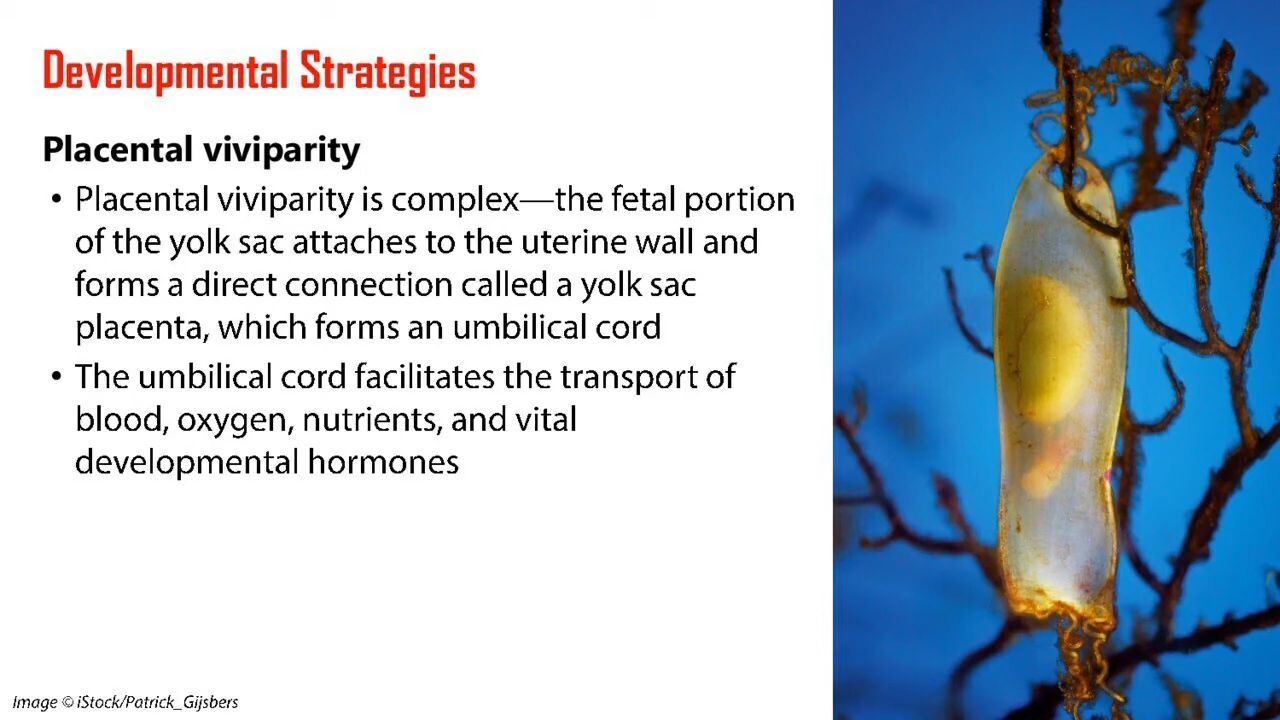 Developmental Strategies
Placental viviparity
• Placental viviparity is complex—the fetal portion
of the yolk sac attaches to the uterine wall and
forms a direct connection called a yolk sac
placenta, which forms an umbilical cord
• The umbilical cord facilitates the transport of
blood, oxygen, nutrients, and vital
developmental hormones
Image © iStock/Patrick_Gijsbers